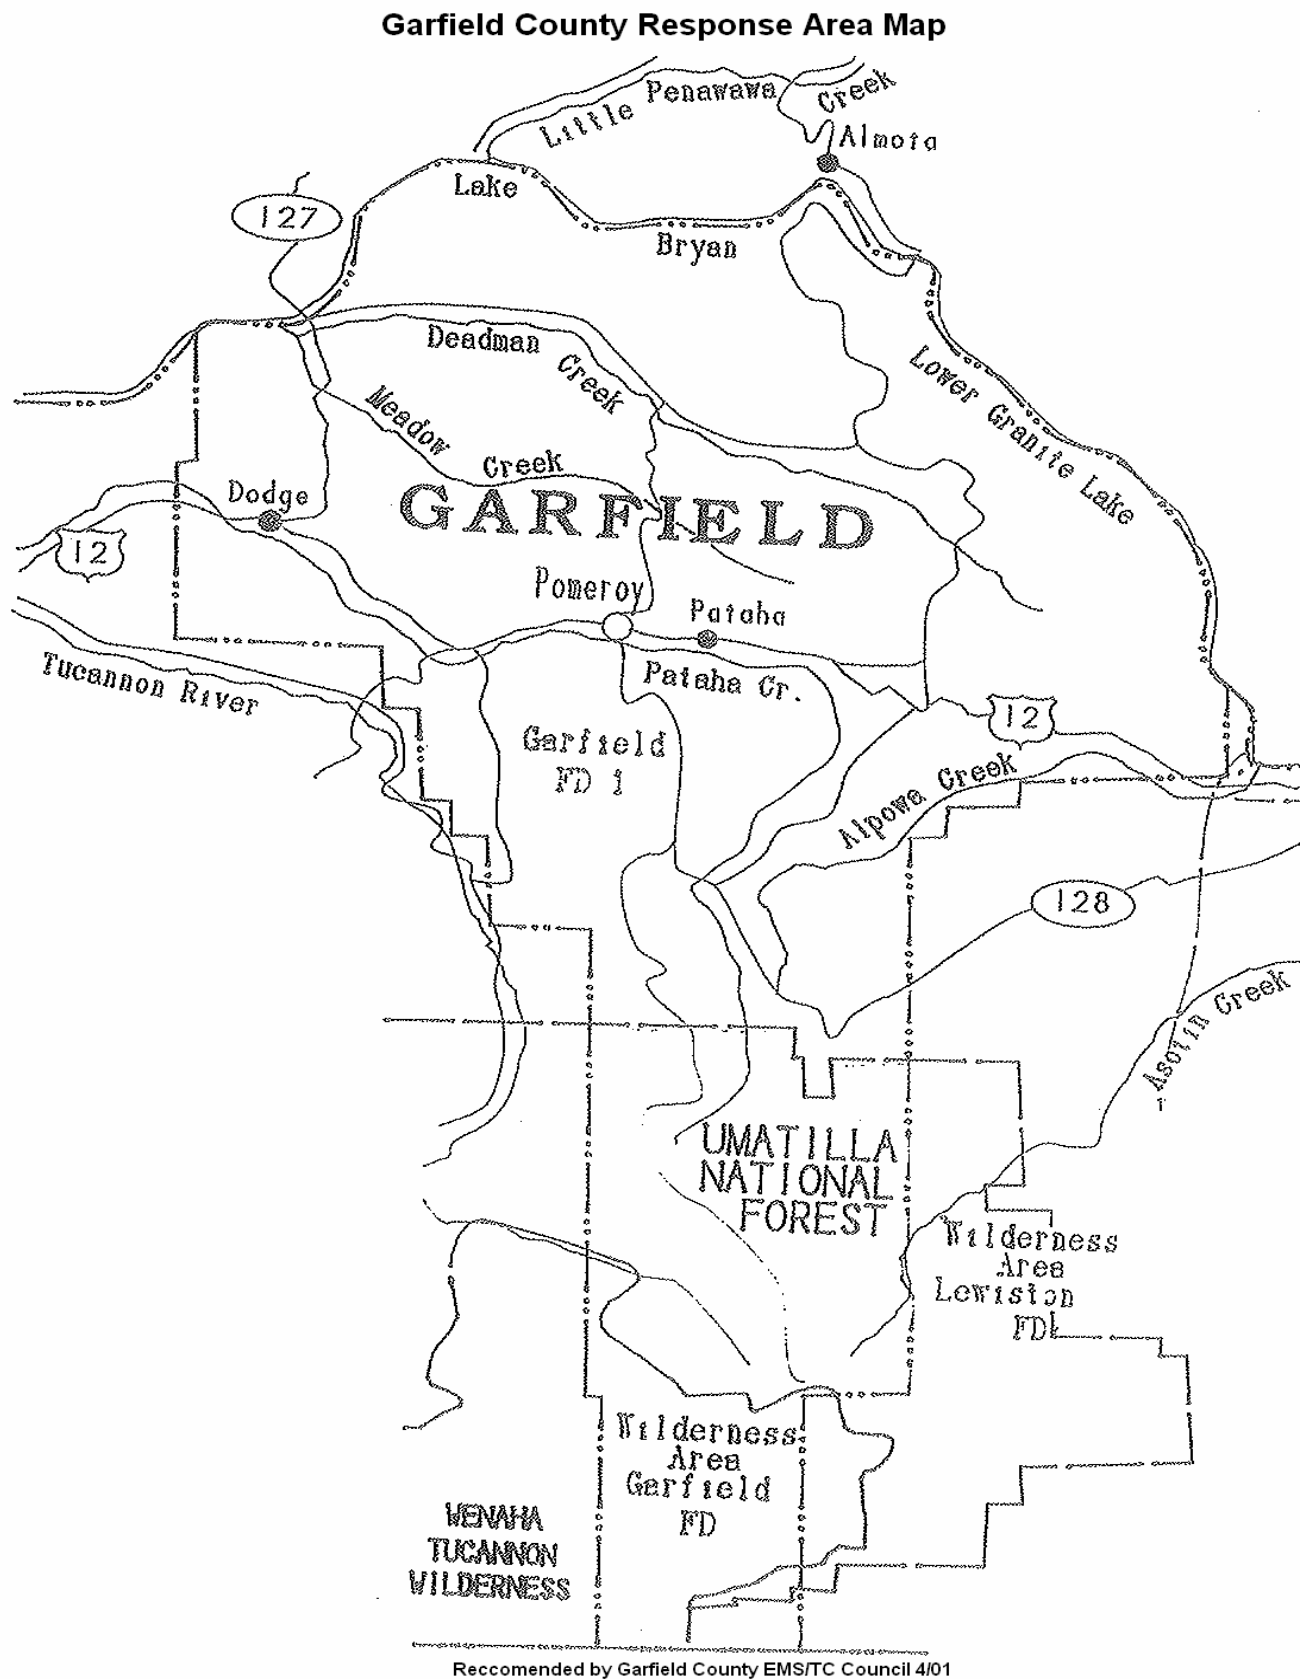 Garfield County Response Area Map
Little Penawawa Creek
Almota
Lake
127
Bryan
Deadman Creek
Lower Granite Lake
Meadow Creek
Dodge
GARFIELD
12
Pomeroy
Pataha
Tucannon River
Pataha Cr.
12
Garfield
FD 1
Alpowa Creek
128
Asotin Creek
UMATILLA
NATIONAL
FOREST
Wilderness
Area
Lewiston
FD
Wilderness
Area
Garfield
FD
WENAHA
TUCANNON
WILDERNESS
Reccomended by Garfield County EMS/TC Council 4/01